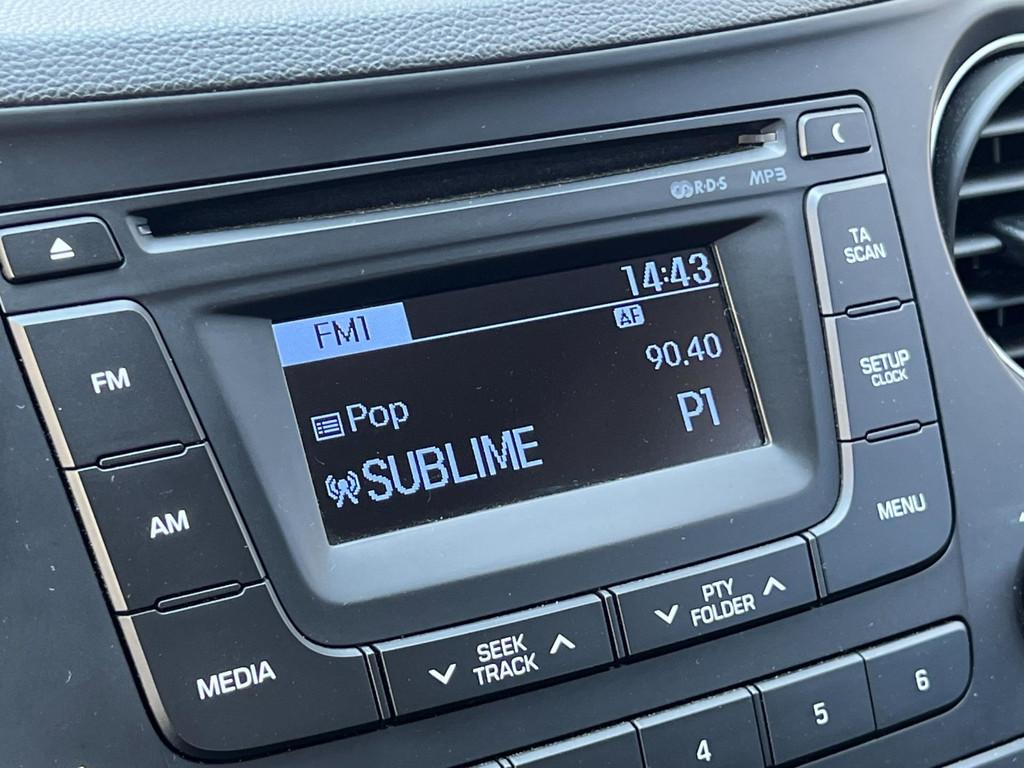 RDS MP3
TA
SCAN
FM1
14:43
AF
90.40
FM
SETUP
CLOCK
Pop
P1
SUBLIME
AM
MENU
PTY
FOLDER
SEEK
TRACK
MEDIA
4
5
6